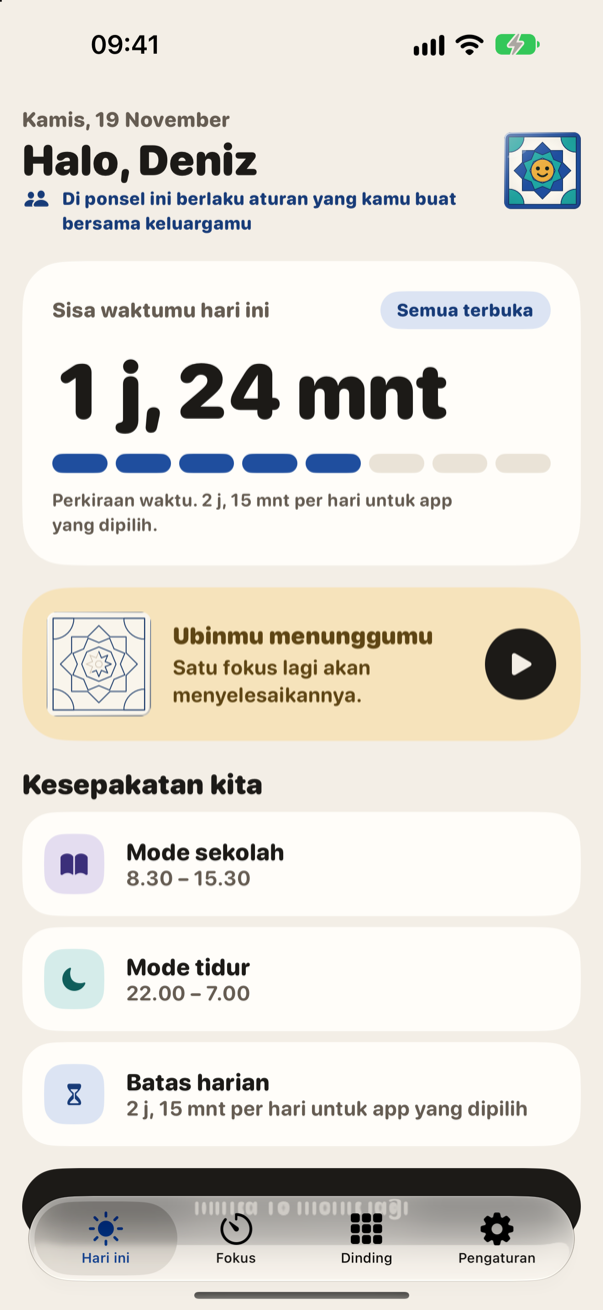 09:41
Kamis, 19 November
Halo, Deniz
Di ponsel ini berlaku aturan yang kamu buat
bersama keluargamu
Sisa waktumu hari ini
Semua terbuka
1 j, 24 mnt
Perkiraan waktu. 2 j, 15 mnt per hari untuk app
yang dipilih.
Ubinmu menunggumu
Satu fokus lagi akan
menyelesaikannya.
Kesepakatan kita
Mode sekolah
8.30 – 15.30
Mode tidur
22.00 – 7.00
Batas harian
2 j, 15 mnt per hari untuk app yang dipilih
Hari ini
Fokus
Dinding
Pengaturan